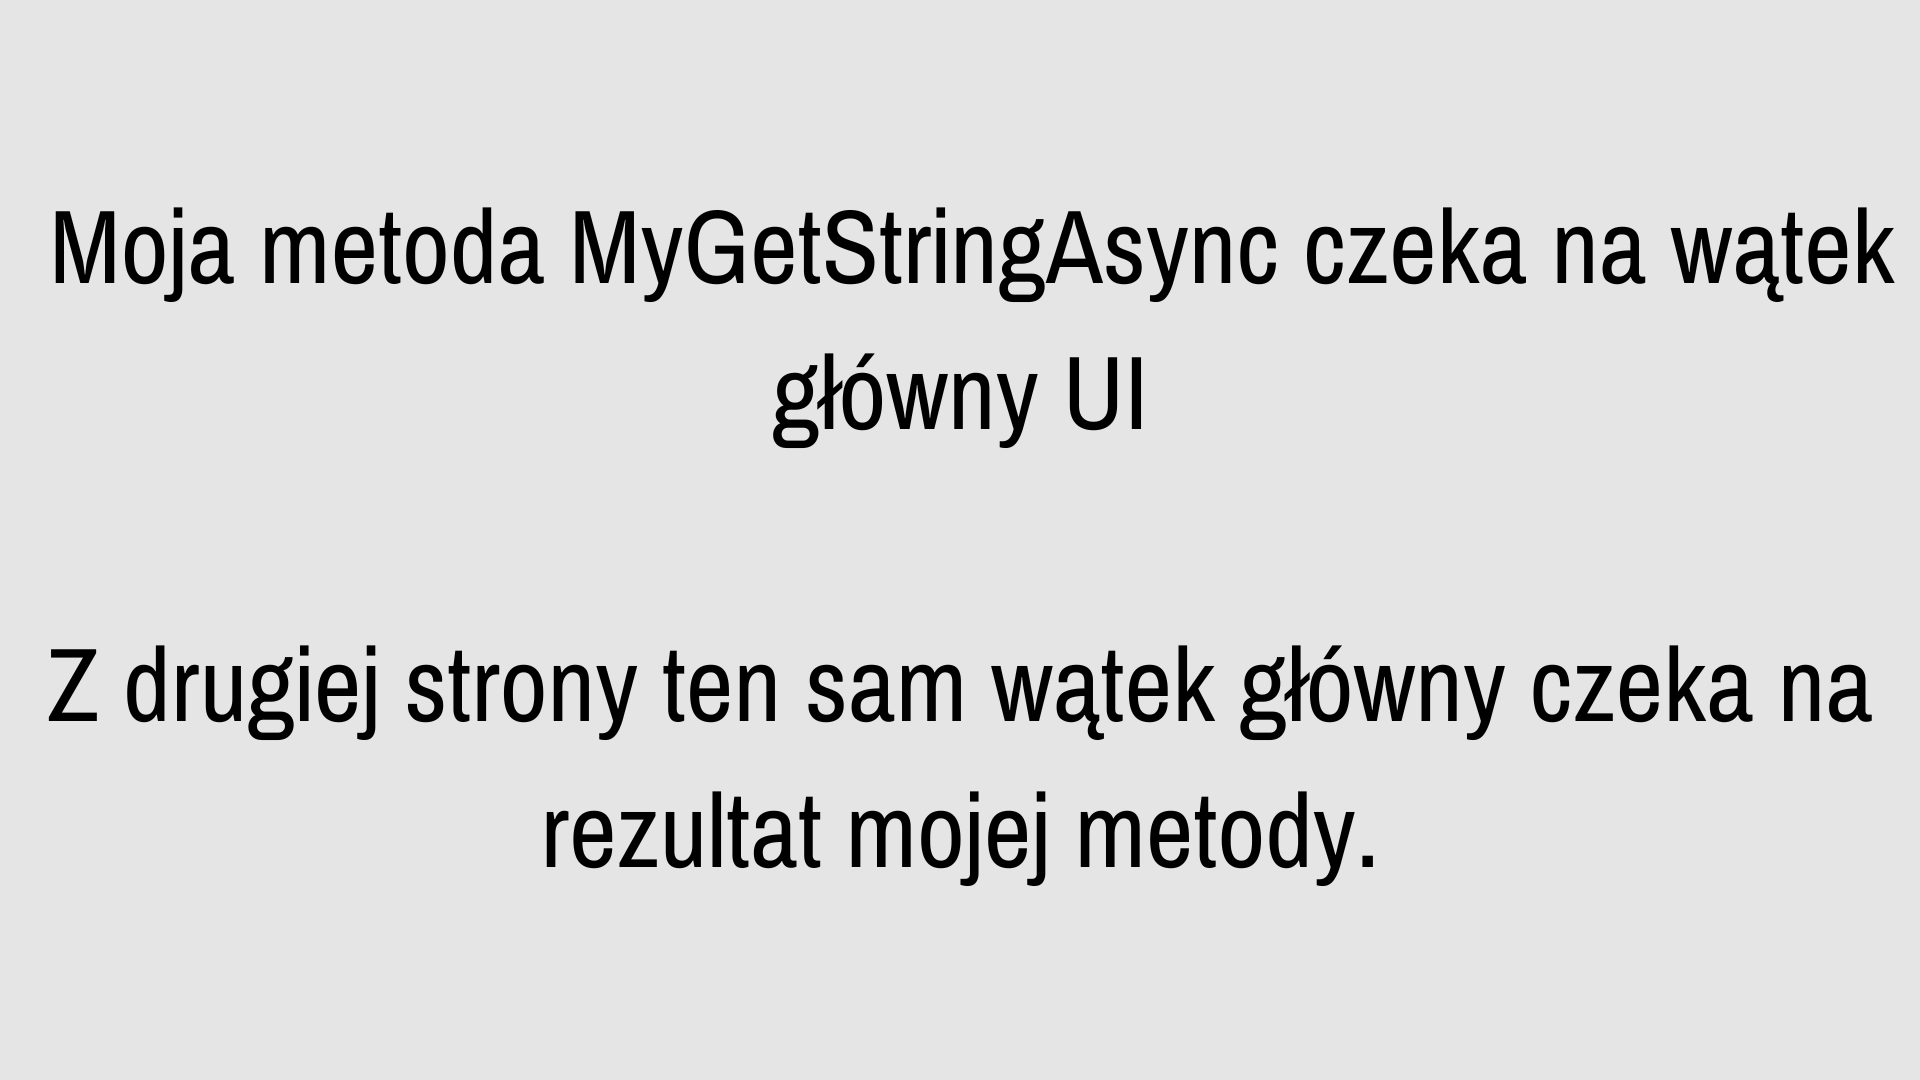 Moja metoda MyGetStringAsync czeka na wątek
główny UI
Z drugiej strony ten sam wątek główny czeka na
rezultat mojej metody.